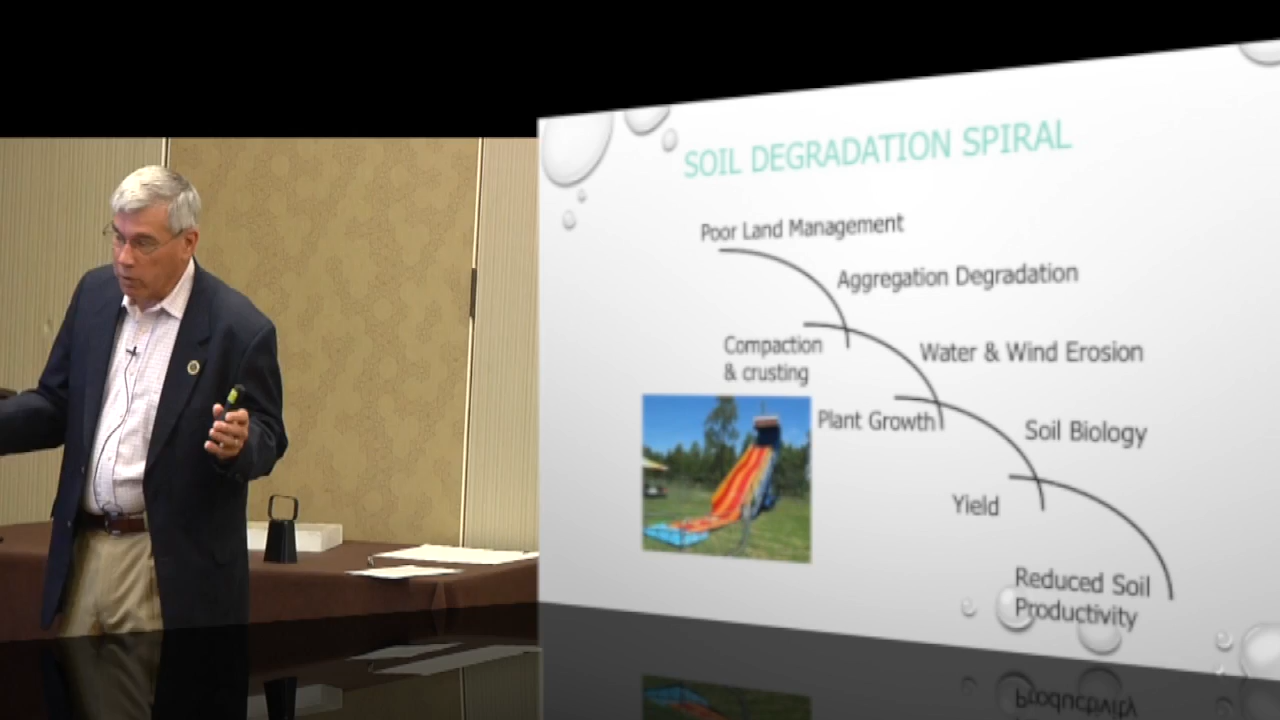 SOIL DEGRADATION SPIRAL
Poor Land Management
Aggregation Degradation
Compaction
& crusting
Water & Wind Erosion
Plant Growth
Soil Biology
Yield
Reduced Soil
Productivity